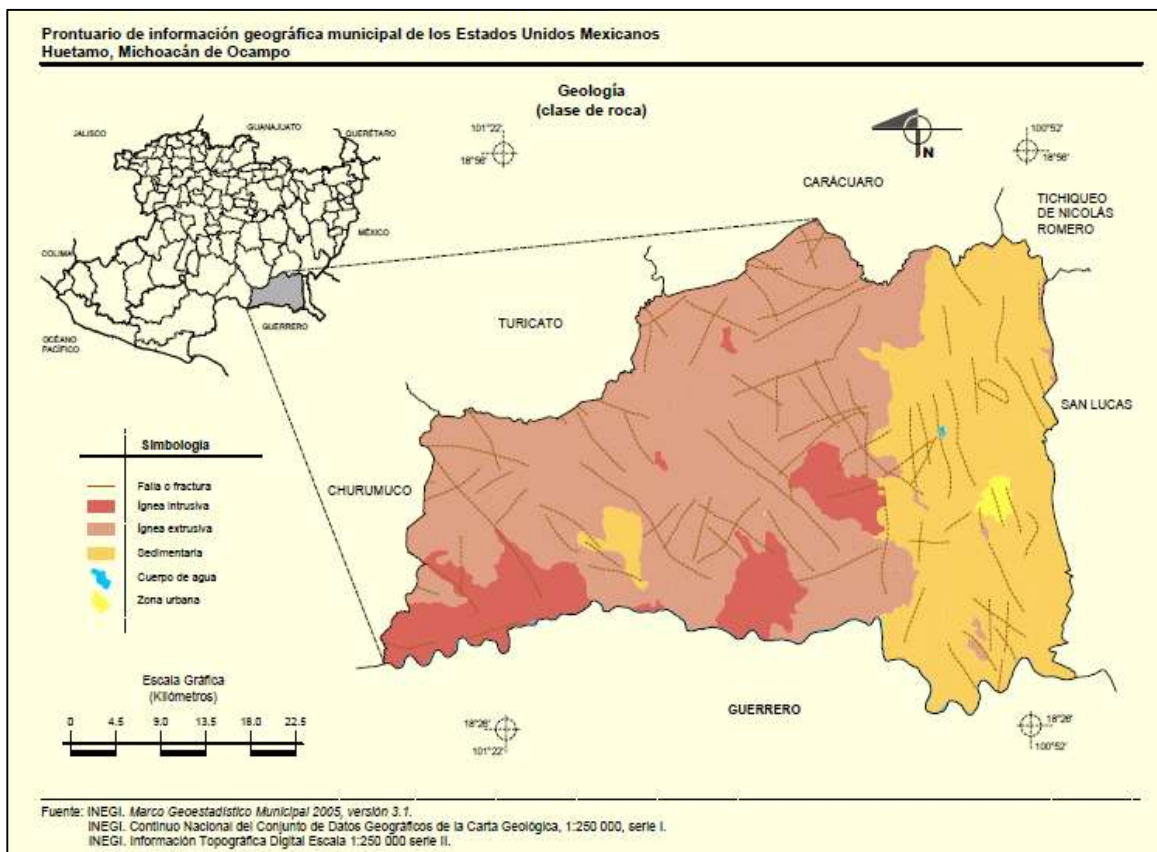 Prontuario de información geográfica municipal de los Estados Unidos Mexicanos
Huetamo, Michoacán de Ocampo
Geología
(clase de roca)
JALISCO
GUANAJUATO
QUERÉTARO
MÉXICO
COLIMA
GUERRERO
OCÉANO
PACÍFICO
101°22'
18°56'
N
100°52'
18°56'
CARÁCUARO
TICHIQUEO
DE NICOLÁS
ROMERO
TURICATO
SAN LUCAS
CHURUMUCO
GUERRERO
Simbología
Falla o fractura
Ígnea intrusiva
Ígnea extrusiva
Sedimentaria
Cuerpo de agua
Zona urbana
Escala Gráfica
(Kilómetros)
0 4.5 9.0 13.5 18.0 22.5
18°26'
101°22'
18°26'
100°52'
Fuente: INEGI. Marco Geoestadístico Municipal 2005, versión 3.1.
INEGI. Continuo Nacional del Conjunto de Datos Geográficos de la Carta Geológica, 1:250 000, serie I.
INEGI. Información Topográfica Digital Escala 1:250 000 serie II.